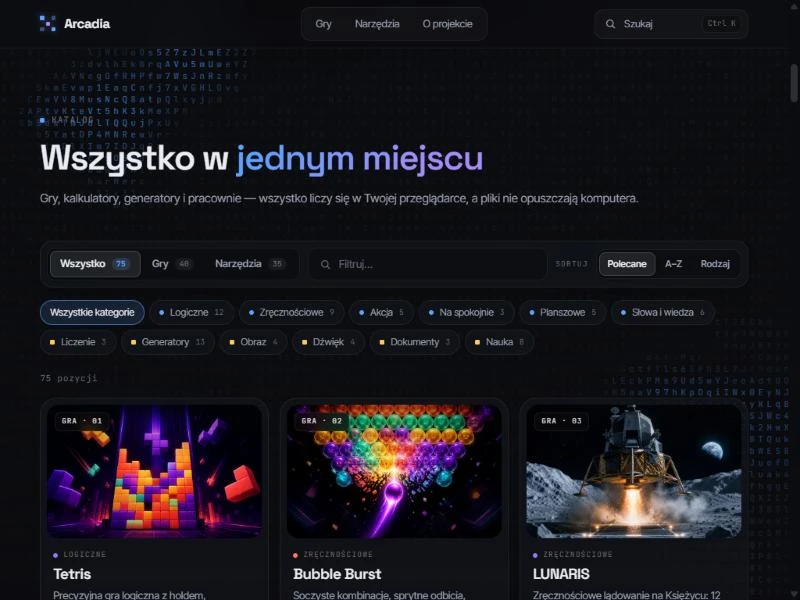 Arcadia
Gry Narzędzia O projekcie
Szukaj Ctrl K
KATALOG
Wszystko w jednym miejscu
Gry, kalkulatory, generatory i pracownie — wszystko liczy się w Twojej przeglądarce, a pliki nie opuszczają komputera.
Wszystko 75 Gry 40 Narzędzia 35
Filtruj...
SORTUJ Polecane A–Z Rodzaj
Wszystkie kategorie Logiczne 12 Zręcznościowe 9 Akcja 5 Na spokojnie 3 Planszowe 5 Słowa i wiedza 6
Liczenie 3 Generatory 13 Obraz 4 Dźwięk 4 Dokumenty 3 Nauka 8
75 pozycji
GRA · 01
GRA · 02
GRA · 03
LOGICZNE
Tetris
Precyzyjna gra logiczna z holdem,
ZRĘCZNOŚCIOWE
Bubble Burst
Soczyste kombinacje, sprytne odbicia,
ZRĘCZNOŚCIOWE
LUNARIS
Zręcznościowe lądowanie na Księżycu: 12